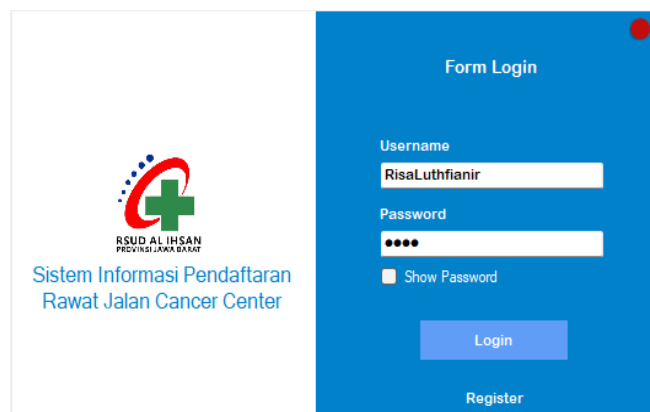 RSUD AL IHSAN
PROVINSI JAWA BARAT
Sistem Informasi Pendaftaran
Rawat Jalan Cancer Center
Form Login
Username
RisaLuthfianir
Password
●●●●
Show Password
Login
Register